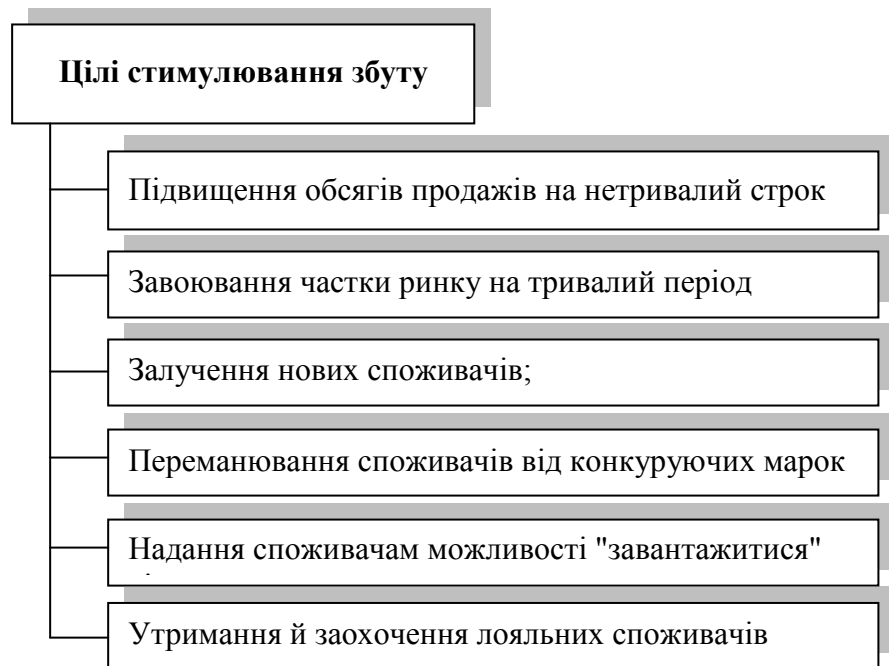 Цілі стимулювання збуту
Підвищення обсягів продажів на нетривалий строк
Завоювання частки ринку на тривалий період
Залучення нових споживачів;
Переманювання споживачів від конкуруючих марок
Надання споживачам можливості "завантажитися"
Утримання й заохочення лояльних споживачів